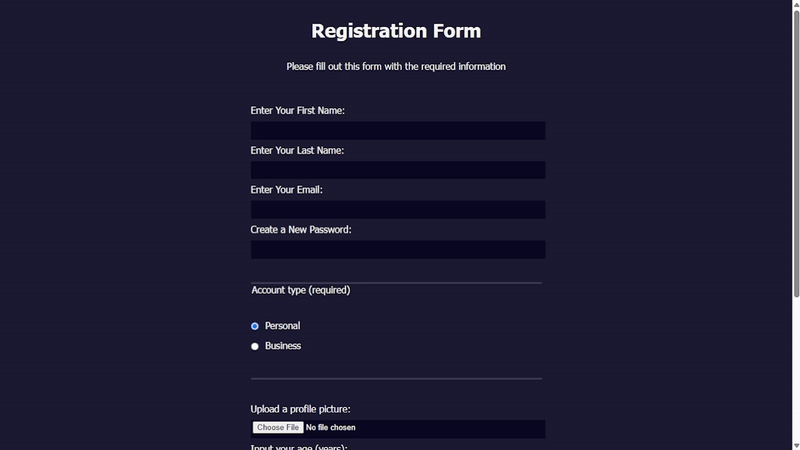 Registration Form
Please fill out this form with the required information
Enter Your First Name:
Enter Your Last Name:
Enter Your Email:
Create a New Password:
Account type (required)
Personal
Business
Upload a profile picture:
Choose File No file chosen
Input your age (years):